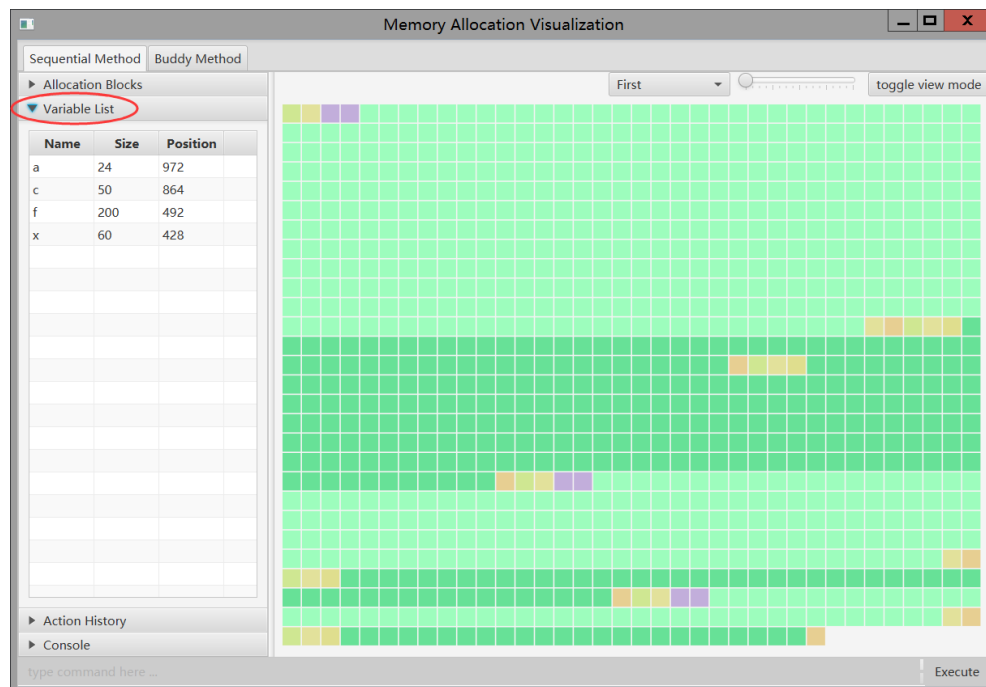 Memory Allocation Visualization
Sequential Method Buddy Method
Allocation Blocks
First toggle view mode
Variable List
Name Size Position
a 24 972
c 50 864
f 200 492
x 60 428
Action History
Console
type command here ...
Execute